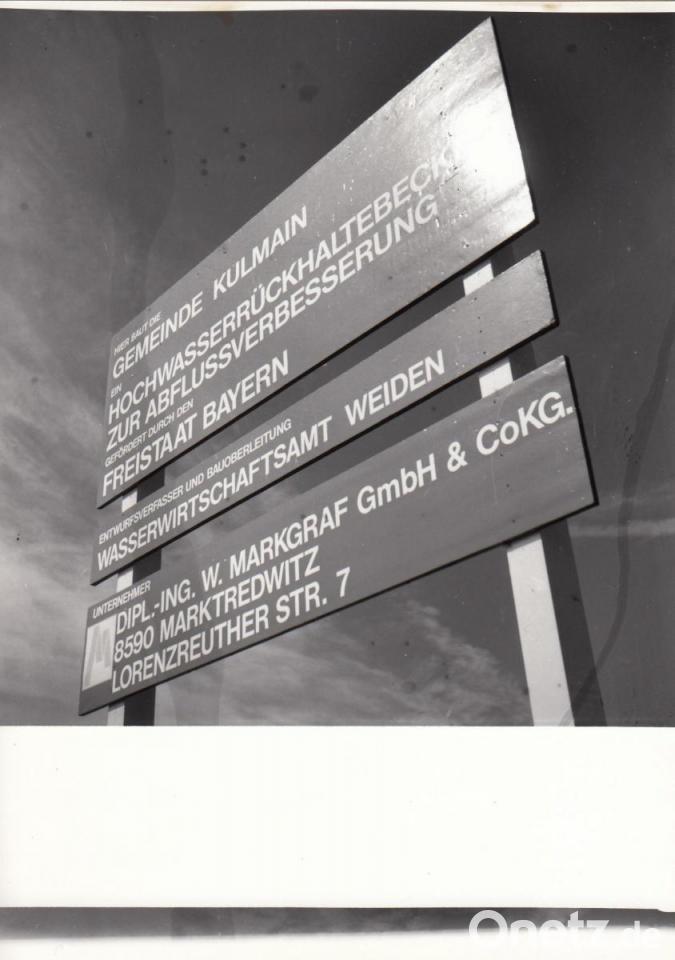 HIER BAUT DIE
GEMEINDE KULMAIN
EIN
HOCHWASSERRÜCKHALTEBECK
ZUR ABFLUSSVERBESSERUNG
GEFÖRDERT DURCH DEN
FREISTAAT BAYERN
ENTWURFSVERFASSER UND BAUOBERLEITUNG
WASSERWIRTSCHAFTSAMT WEIDEN
UNTERNEHMER
DIPL.-ING. W. MARKGRAF GmbH & CoKG.
8590 MARKTREDWITZ
LORENZREUTHER STR. 7
Onetz.de